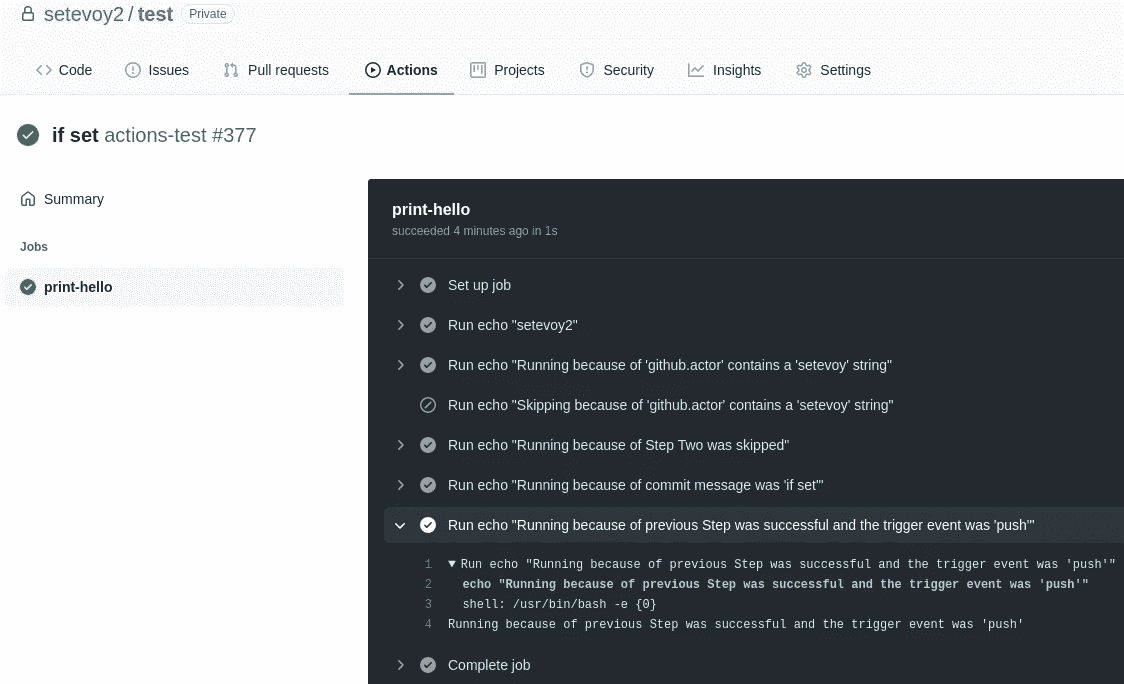 setevoy2 / test Private
Code Issues Pull requests Actions Projects Security Insights Settings
if set actions-test #377
Summary
Jobs
print-hello
print-hello
succeeded 4 minutes ago in 1s
Set up job
Run echo "setevoy2"
Run echo "Running because of 'github.actor' contains a 'setevoy' string"
Run echo "Skipping because of 'github.actor' contains a 'setevoy' string"
Run echo "Running because of Step Two was skipped"
Run echo "Running because of commit message was 'if set'"
Run echo "Running because of previous Step was successful and the trigger event was 'push'"
1 ▼ Run echo "Running because of previous Step was successful and the trigger event was 'push'"
2 echo "Running because of previous Step was successful and the trigger event was 'push'"
3 shell: /usr/bin/bash -e {0}
4 Running because of previous Step was successful and the trigger event was 'push'
Complete job